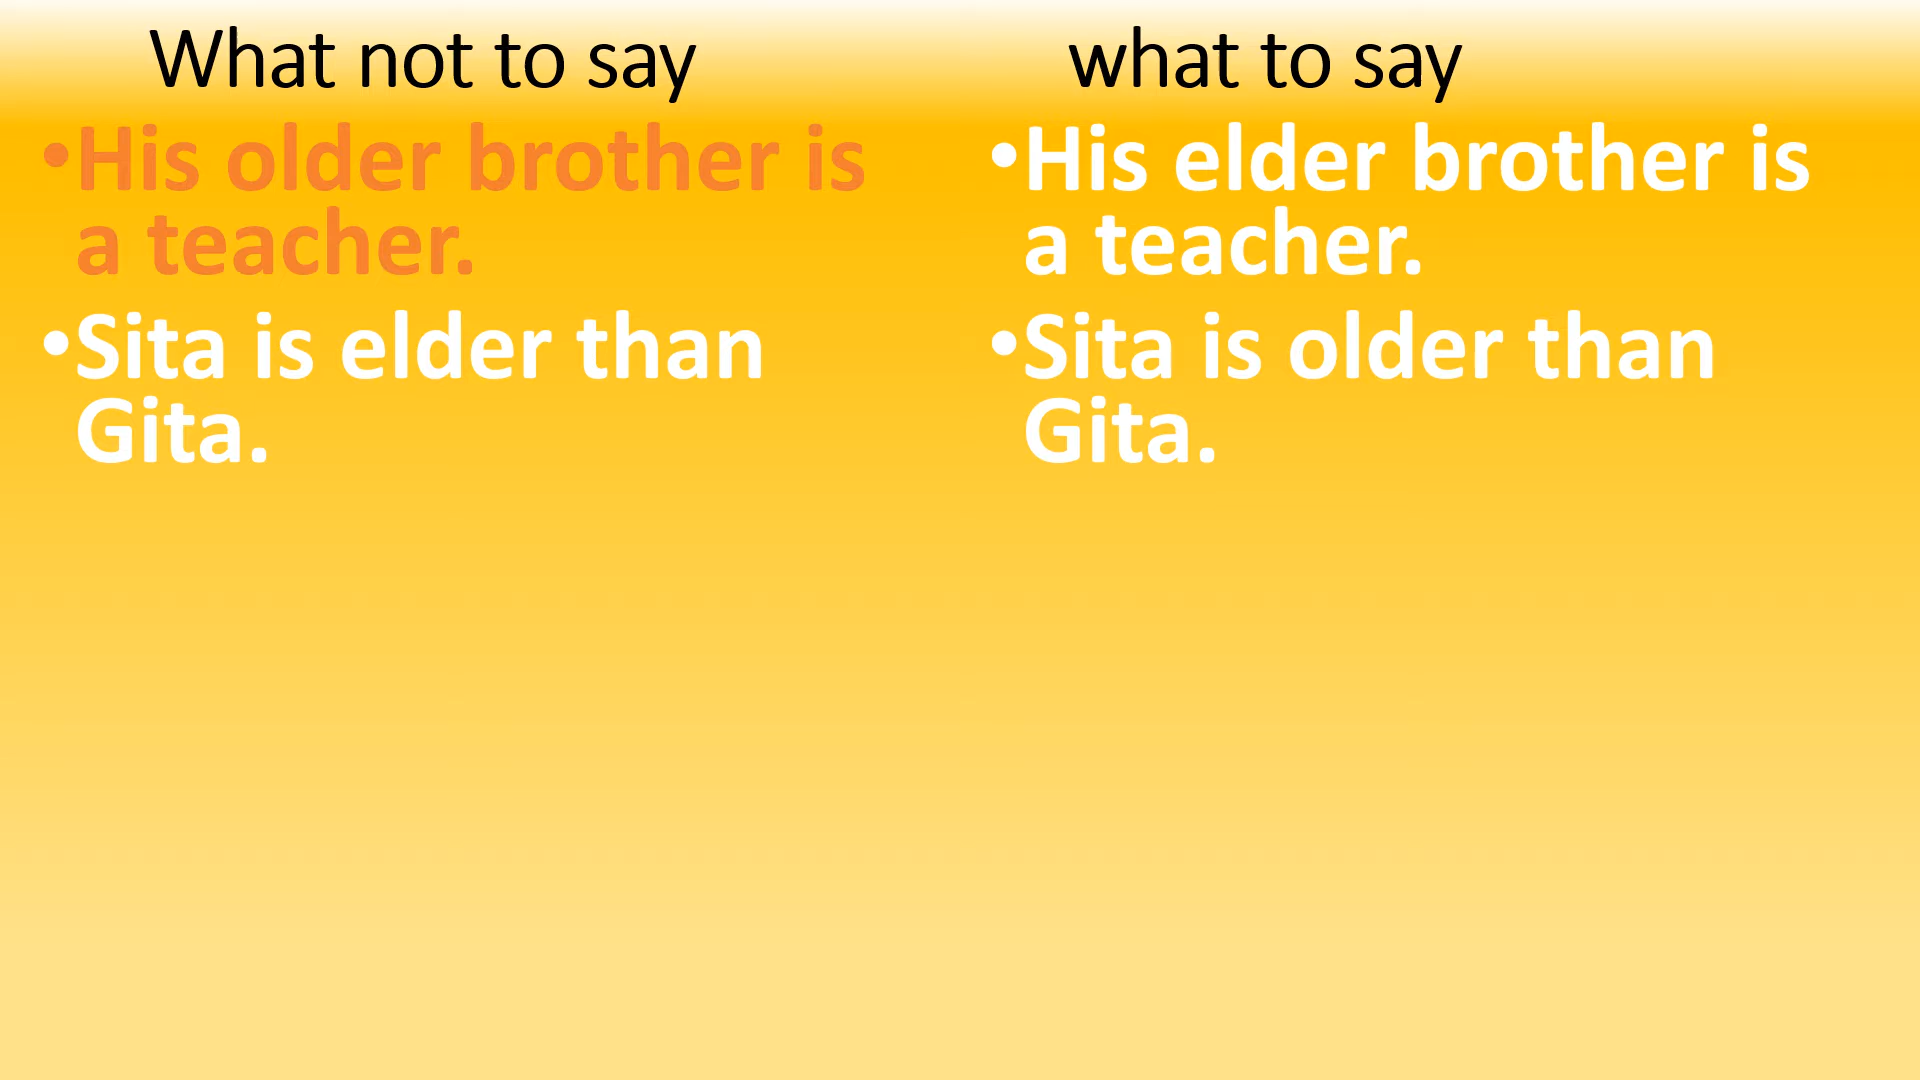 What not to say
•His older brother is
a teacher.
•Sita is elder than
Gita.
what to say
•His elder brother is
a teacher.
•Sita is older than
Gita.